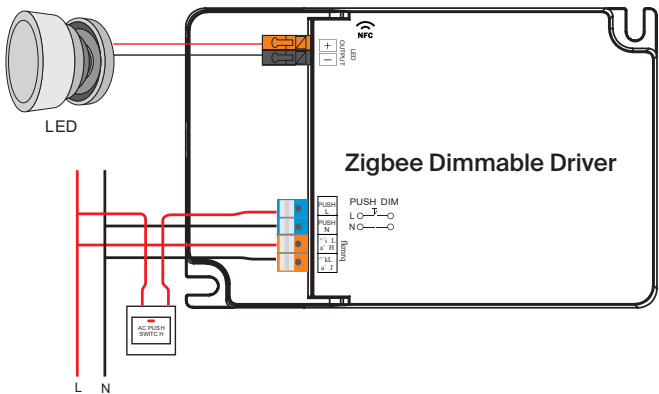 NFC
+
−
LED
OUTPUT
LED
Zigbee Dimmable Driver
PUSH
L
PUSH DIM
L
PUSH
N
N
AC PUSH
SWITCH
L N